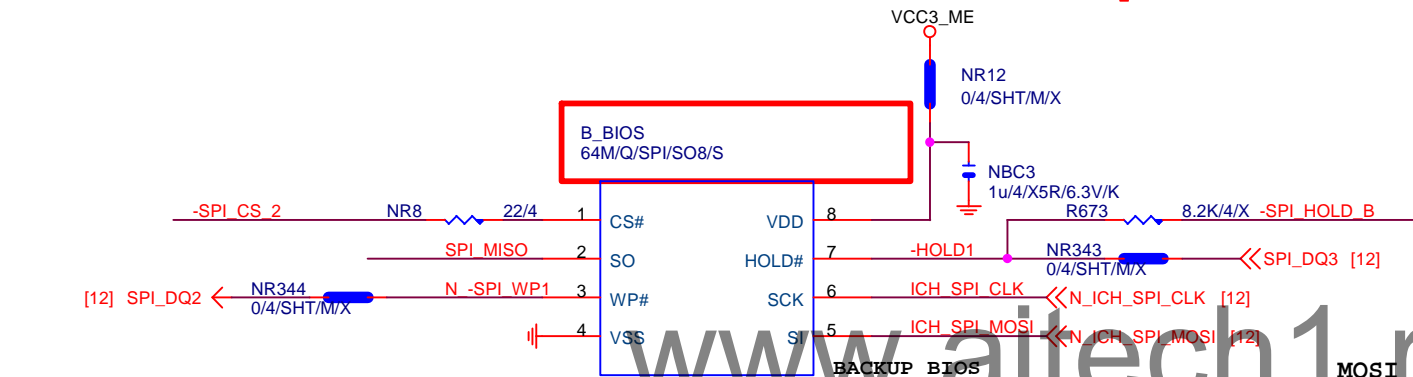 VCC3_ME
NR12
0/4/SHT/M/X
B_BIOS
64M/Q/SPI/SO8/S
NBC3
1u/4/X5R/6.3V/K
-SPI_CS_2 NR8 22/4 1 CS# VDD 8 R673 8.2K/4/X -SPI_HOLD_B
SPI_MISO 2 SO HOLD# 7 -HOLD1 NR343 SPI_DQ3 [12]
0/4/SHT/M/X
[12] SPI_DQ2 NR344 N_-SPI_WP1 3 WP# SCK 6 ICH_SPI_CLK N_ICH_SPI_CLK [12]
0/4/SHT/M/X
4 VSS SI 5 ICH_SPI_MOSI N_ICH_SPI_MOSI [12]
BACKUP BIOS MOSI
www.aitech1.r